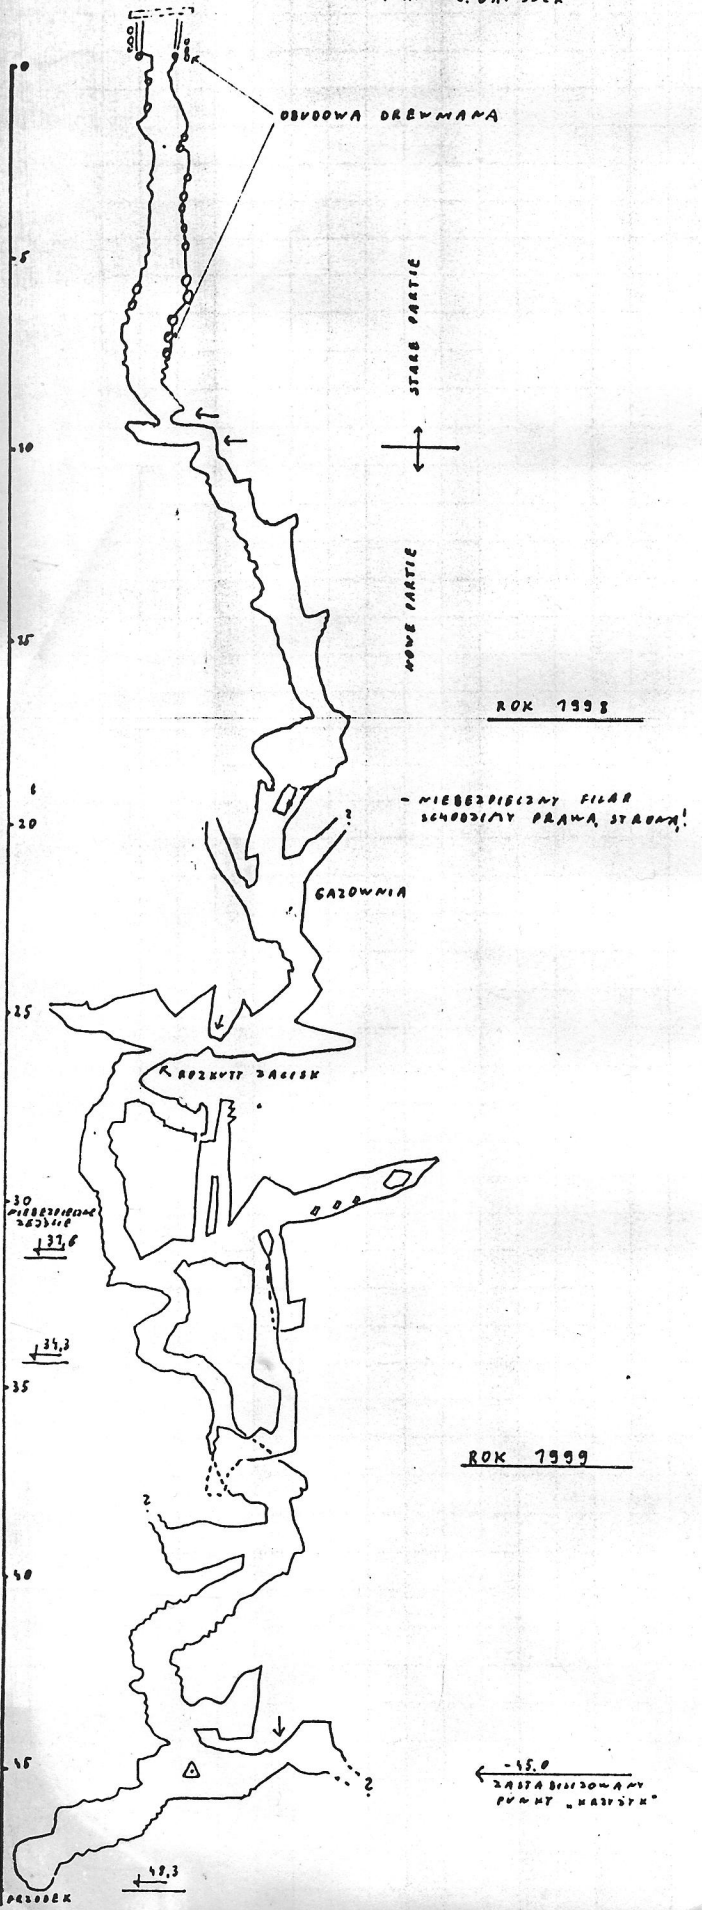 0
OBUDOWA DREWNIANA
5
STARE PARTIE
10
NOWE PARTIE
15
ROK 1998
- NIEBEZPIECZNY FILAR
SCHODZIMY PRAWĄ STRONĄ!
20
?
GAZOWNIA
25
ROZKUTY ZACISK
30
NIEBEZPIECZNE
ZEJŚCIE
31,6
34,3
35
ROK 1999
?
40
45
-45.0
ZASTABILIZOWANY
PUNKT "KRZYŻYK"
?
48,3
PRZODEK